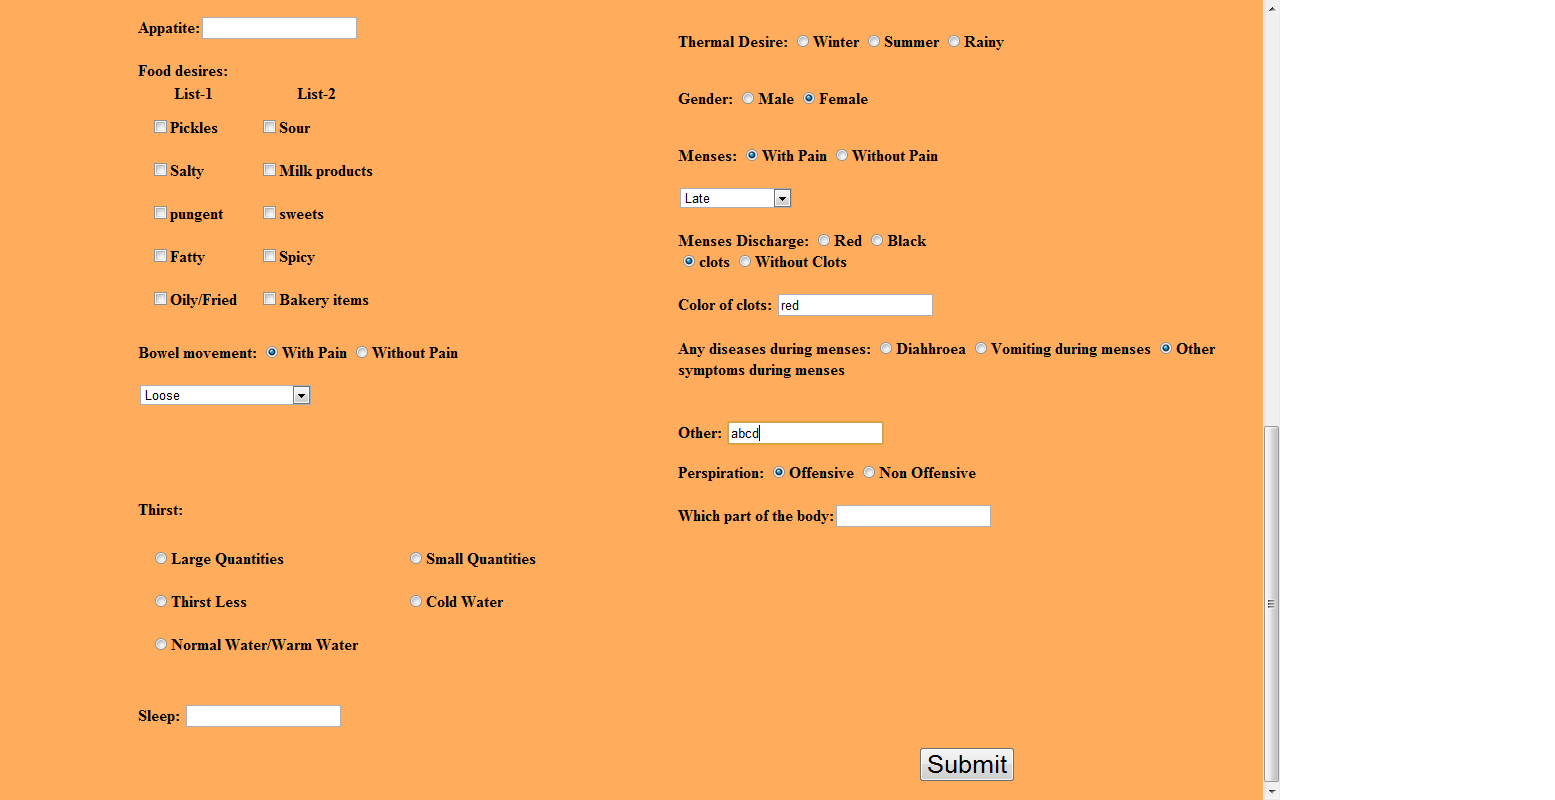 Appatite:
Food desires:
List-1 List-2
Pickles Sour
Salty Milk products
pungent sweets
Fatty Spicy
Oily/Fried Bakery items
Bowel movement: With Pain Without Pain
Loose
Thirst:
Large Quantities Small Quantities
Thirst Less Cold Water
Normal Water/Warm Water
Sleep:
Thermal Desire: Winter Summer Rainy
Gender: Male Female
Menses: With Pain Without Pain
Late
Menses Discharge: Red Black
clots Without Clots
Color of clots: red
Any diseases during menses: Diahhroea Vomiting during menses Other
symptoms during menses
Other: abcd
Perspiration: Offensive Non Offensive
Which part of the body:
Submit